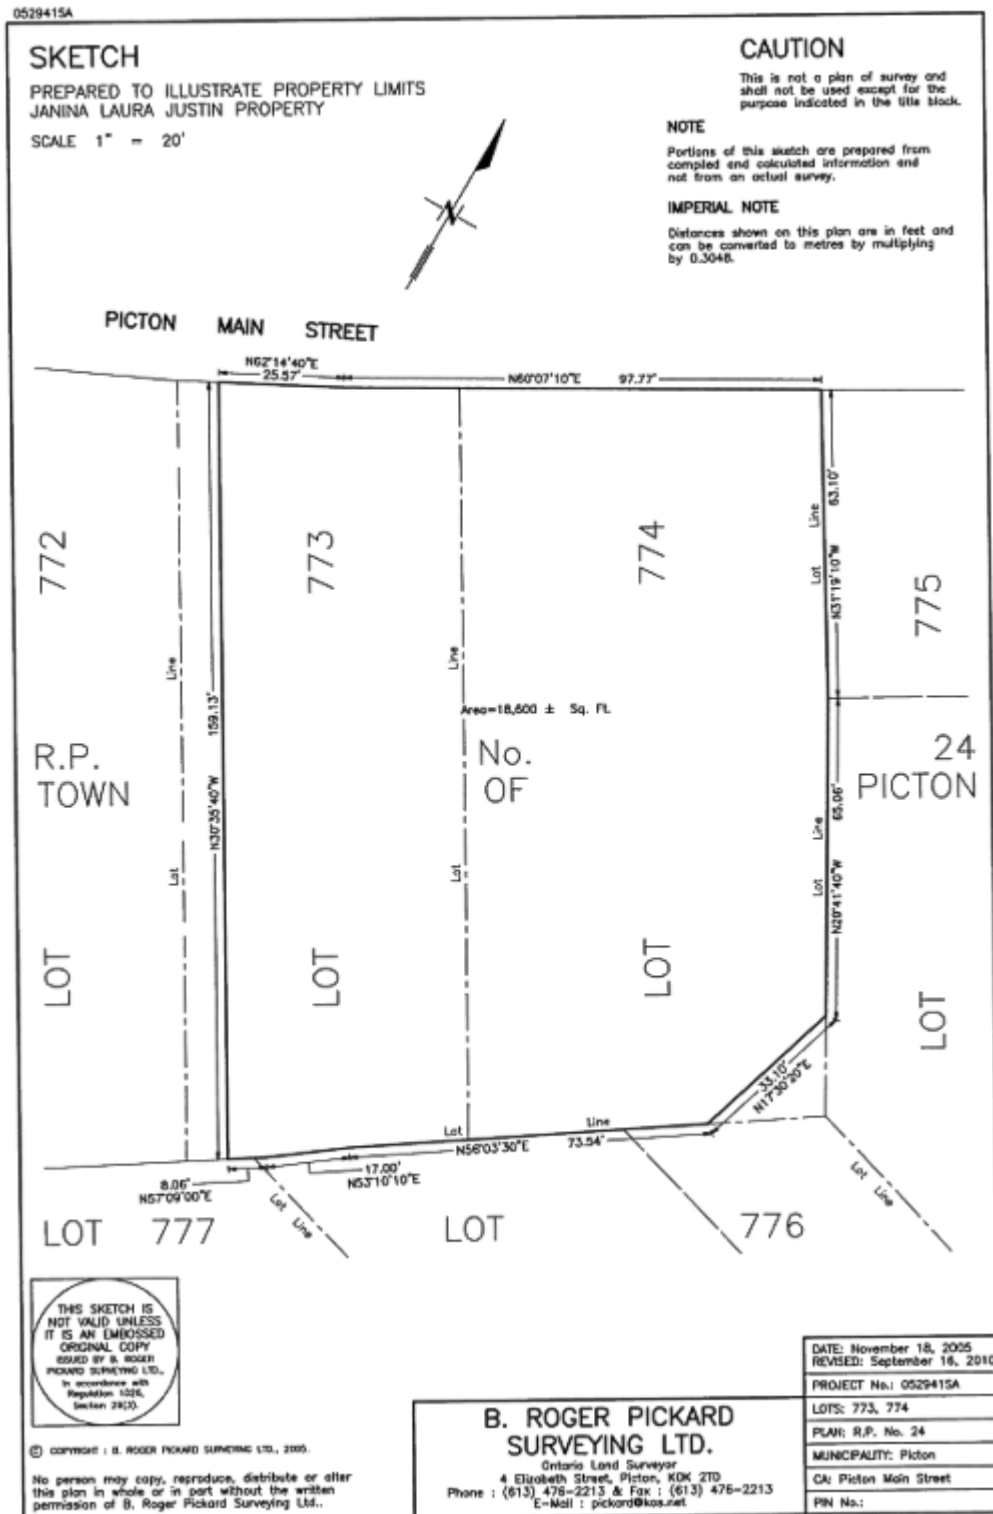 052941SA
SKETCH
PREPARED TO ILLUSTRATE PROPERTY LIMITS
JANINA LAURA JUSTIN PROPERTY
SCALE 1" = 20'
CAUTION
This is not a plan of survey and
shall not be used except for the
purpose indicated in the title block.
NOTE
Portions of this sketch are prepared from
compiled and calculated information and
not from an actual survey.
IMPERIAL NOTE
Distances shown on this plan are in feet and
can be converted to metres by multiplying
by 0.3048.
N
PICTON MAIN STREET
N62°14'40"E
25.57'
N60°07'10"E 97.77'
63.10'
N31°19'10"W
Lot Line
772
773
774
775
Line
Line
159.13'
N30°35'40"W
Area=18,600 ± Sq. Ft.
R.P.
TOWN
No.
OF
24
PICTON
65.06'
N29°41'40"W
Lot Line
Lot
Lot
LOT
LOT
LOT
LOT
33.10'
N17°30'20"E
Lot Line
N56°03'30"E 73.54'
17.00'
N53°10'10"E
8.06'
N57°09'00"E
Lot Line
Lot Line
LOT 777
LOT 776
THIS SKETCH IS
NOT VALID UNLESS
IT IS AN EMBOSSED
ORIGINAL COPY
ISSUED BY B. ROGER
PICKARD SURVEYING LTD.,
In accordance with
Regulation 1026,
Section 29(3).
© COPYRIGHT : B. ROGER PICKARD SURVEYING LTD., 2005.
No person may copy, reproduce, distribute or alter
this plan in whole or in part without the written
permission of B. Roger Pickard Surveying Ltd..
B. ROGER PICKARD
SURVEYING LTD.
Ontario Land Surveyor
4 Elizabeth Street, Picton, K0K 2T0
Phone : (613) 476-2213 & Fax : (613) 476-2213
E-Mail : pickard@kos.net
DATE: November 18, 2005
REVISED: September 16, 2010
PROJECT No.: 052941SA
LOTS: 773, 774
PLAN: R.P. No. 24
MUNICIPALITY: Picton
CA: Picton Main Street
PIN No.: